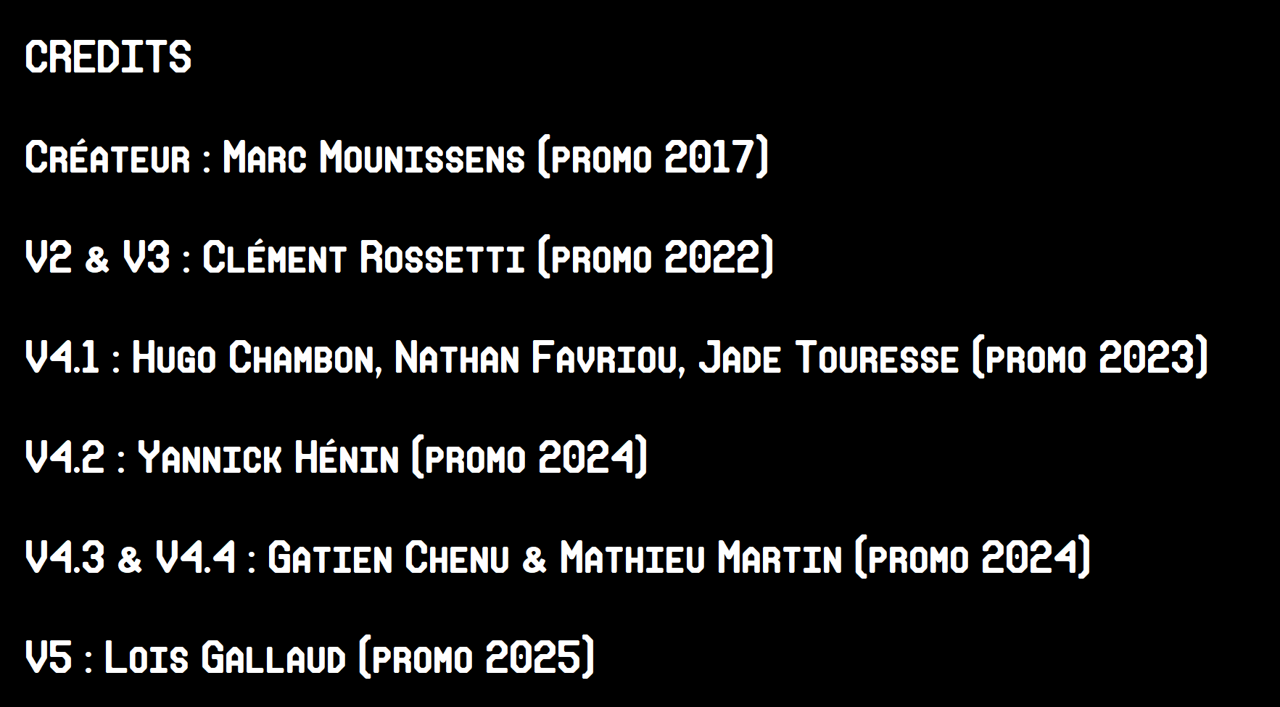 CREDITS
Créateur : Marc Mounissens (promo 2017)
V2 & V3 : Clément Rossetti (promo 2022)
V4.1 : Hugo Chambon, Nathan Favriou, Jade Touresse (promo 2023)
V4.2 : Yannick Hénin (promo 2024)
V4.3 & V4.4 : Gatien Chenu & Mathieu Martin (promo 2024)
V5 : Lois Gallaud (promo 2025)